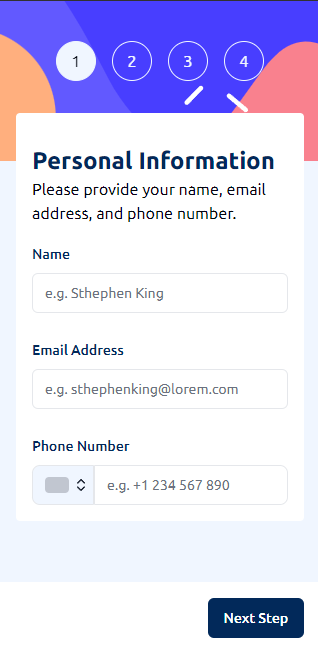 1 2 3 4
Personal Information
Please provide your name, email
address, and phone number.
Name
e.g. Sthephen King
Email Address
e.g. sthephenking@lorem.com
Phone Number
e.g. +1 234 567 890
Next Step